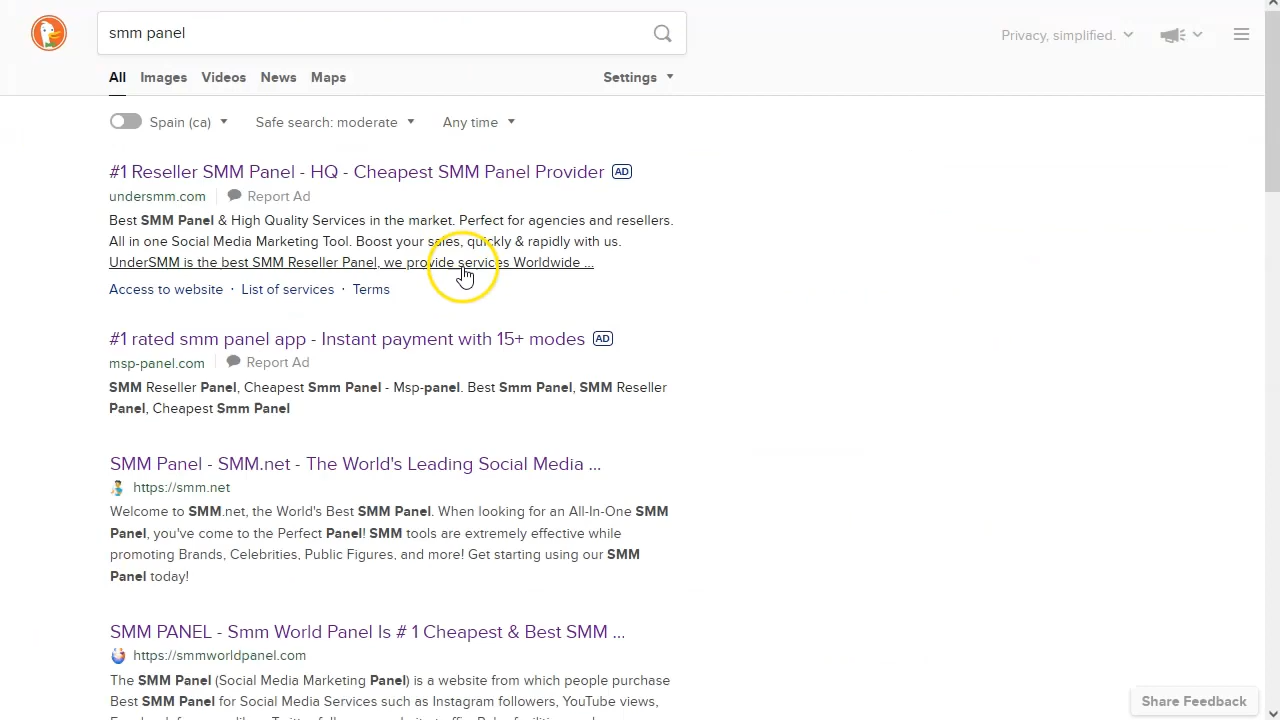 smm panel
Privacy, simplified.
All Images Videos News Maps Settings
Spain (ca) Safe search: moderate Any time
#1 Reseller SMM Panel - HQ - Cheapest SMM Panel Provider AD
undersmm.com Report Ad
Best SMM Panel & High Quality Services in the market. Perfect for agencies and resellers.
All in one Social Media Marketing Tool. Boost your sales, quickly & rapidly with us.
UnderSMM is the best SMM Reseller Panel, we provide services Worldwide ...
Access to website · List of services · Terms
#1 rated smm panel app - Instant payment with 15+ modes AD
msp-panel.com Report Ad
SMM Reseller Panel, Cheapest Smm Panel - Msp-panel. Best Smm Panel, SMM Reseller
Panel, Cheapest Smm Panel
SMM Panel - SMM.net - The World's Leading Social Media ...
https://smm.net
Welcome to SMM.net, the World's Best SMM Panel. When looking for an All-In-One SMM
Panel, you've come to the Perfect Panel! SMM tools are extremely effective while
promoting Brands, Celebrities, Public Figures, and more! Get starting using our SMM
Panel today!
SMM PANEL - Smm World Panel Is # 1 Cheapest & Best SMM ...
https://smmworldpanel.com
The SMM Panel (Social Media Marketing Panel) is a website from which people purchase
Best SMM Panel for Social Media Services such as Instagram followers, YouTube views,
Share Feedback